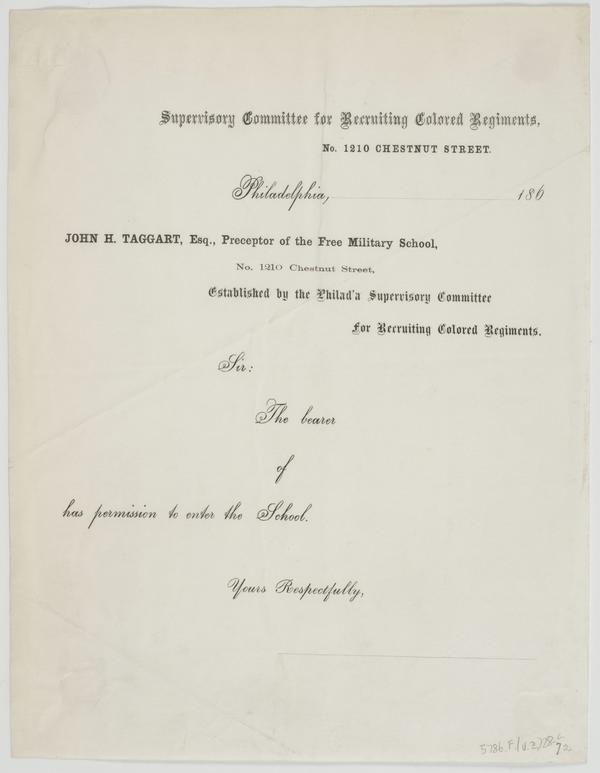 Supervisory Committee for Recruiting Colored Regiments,
No. 1210 CHESTNUT STREET.
Philadelphia, 186
JOHN H. TAGGART, Esq., Preceptor of the Free Military School,
No. 1210 Chestnut Street,
Established by the Philad'a Supervisory Committee
For Recruiting Colored Regiments.
Sir:
The bearer
of
has permission to enter the School.
Yours Respectfully,
5786.F.(v.2)